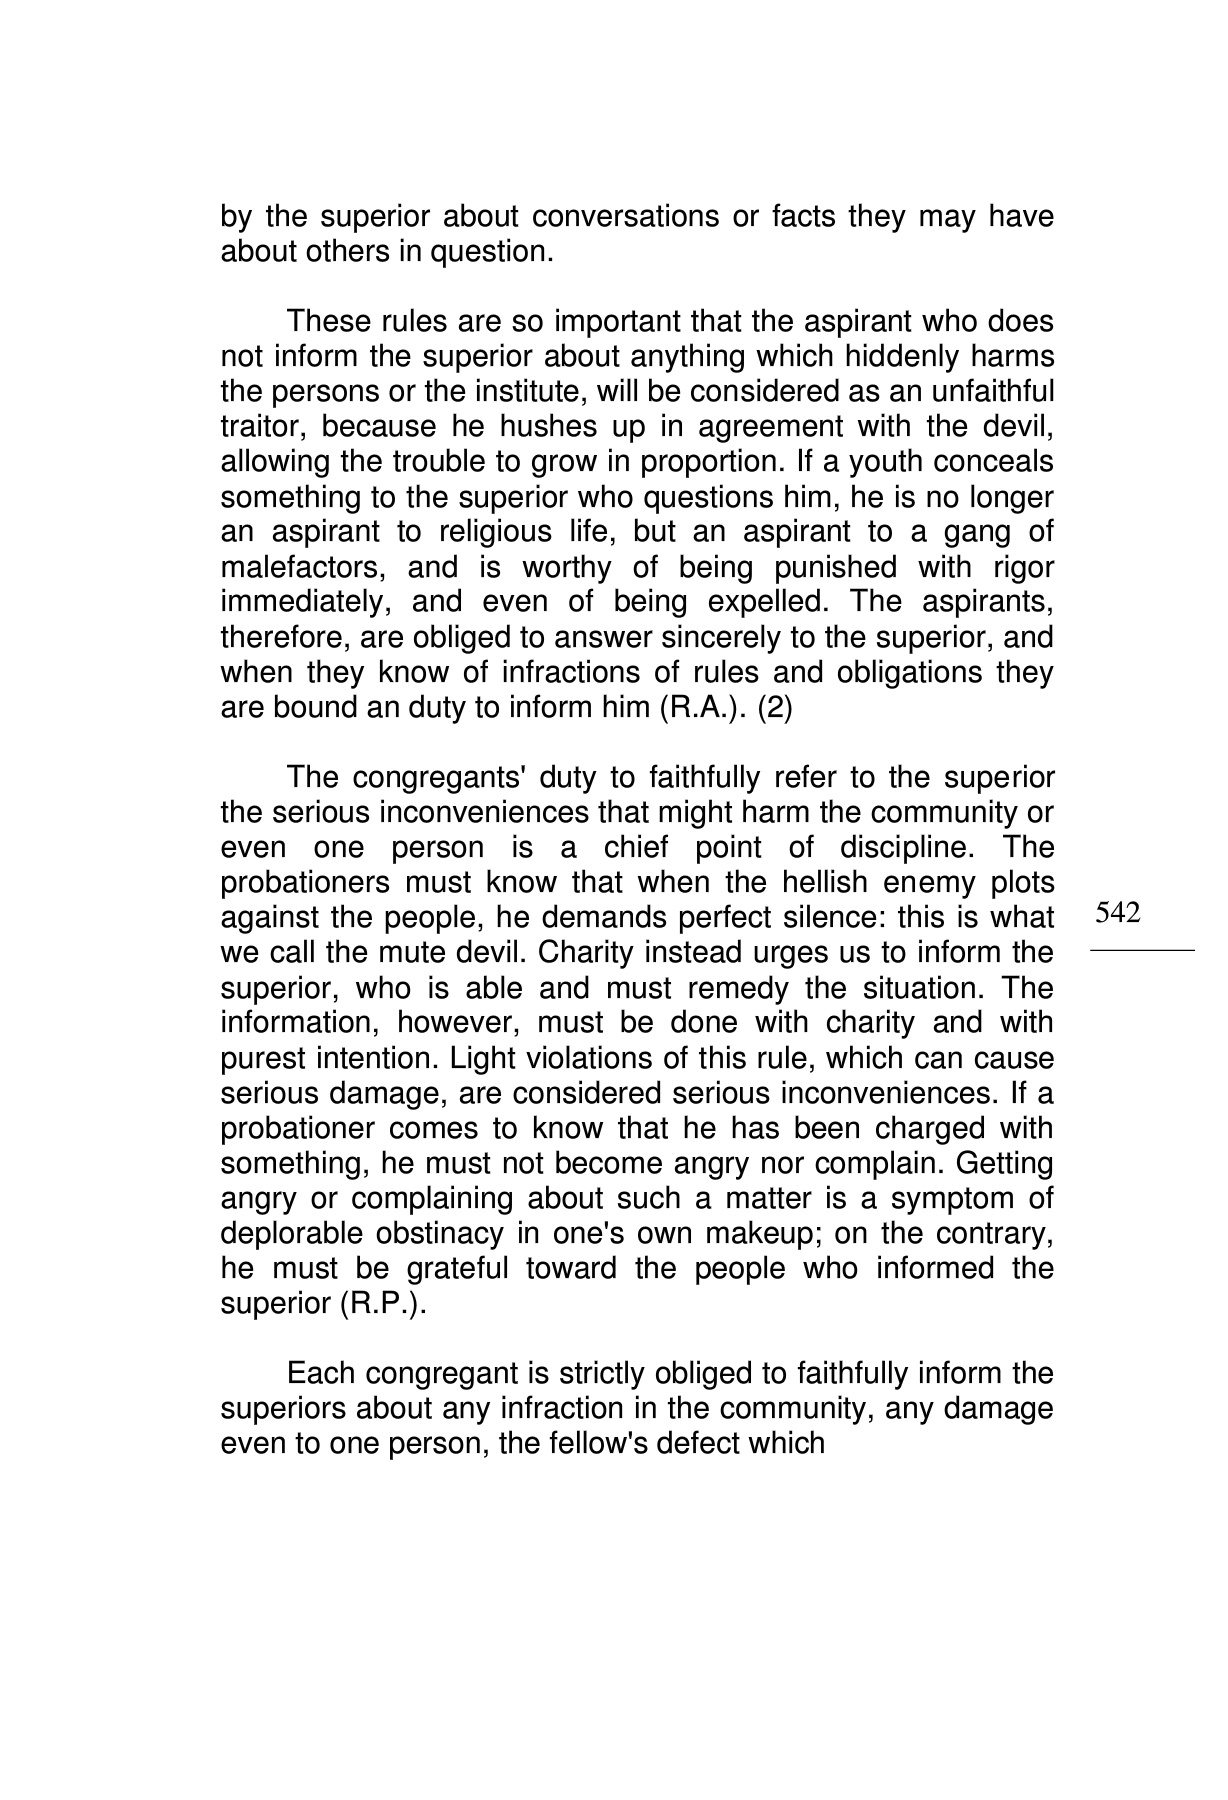 by the superior about conversations or facts they may have
about others in question.
These rules are so important that the aspirant who does
not inform the superior about anything which hiddenly harms
the persons or the institute, will be considered as an unfaithful
traitor, because he hushes up in agreement with the devil,
allowing the trouble to grow in proportion. If a youth conceals
something to the superior who questions him, he is no longer
an aspirant to religious life, but an aspirant to a gang of
malefactors, and is worthy of being punished with rigor
immediately, and even of being expelled. The aspirants,
therefore, are obliged to answer sincerely to the superior, and
when they know of infractions of rules and obligations they
are bound an duty to inform him (R.A.). (2)
The congregants' duty to faithfully refer to the superior
the serious inconveniences that might harm the community or
even one person is a chief point of discipline. The
probationers must know that when the hellish enemy plots
against the people, he demands perfect silence: this is what
we call the mute devil. Charity instead urges us to inform the
superior, who is able and must remedy the situation. The
information, however, must be done with charity and with
purest intention. Light violations of this rule, which can cause
serious damage, are considered serious inconveniences. If a
probationer comes to know that he has been charged with
something, he must not become angry nor complain. Getting
angry or complaining about such a matter is a symptom of
deplorable obstinacy in one's own makeup; on the contrary,
he must be grateful toward the people who informed the
superior (R.P.).
Each congregant is strictly obliged to faithfully inform the
superiors about any infraction in the community, any damage
even to one person, the fellow's defect which
542